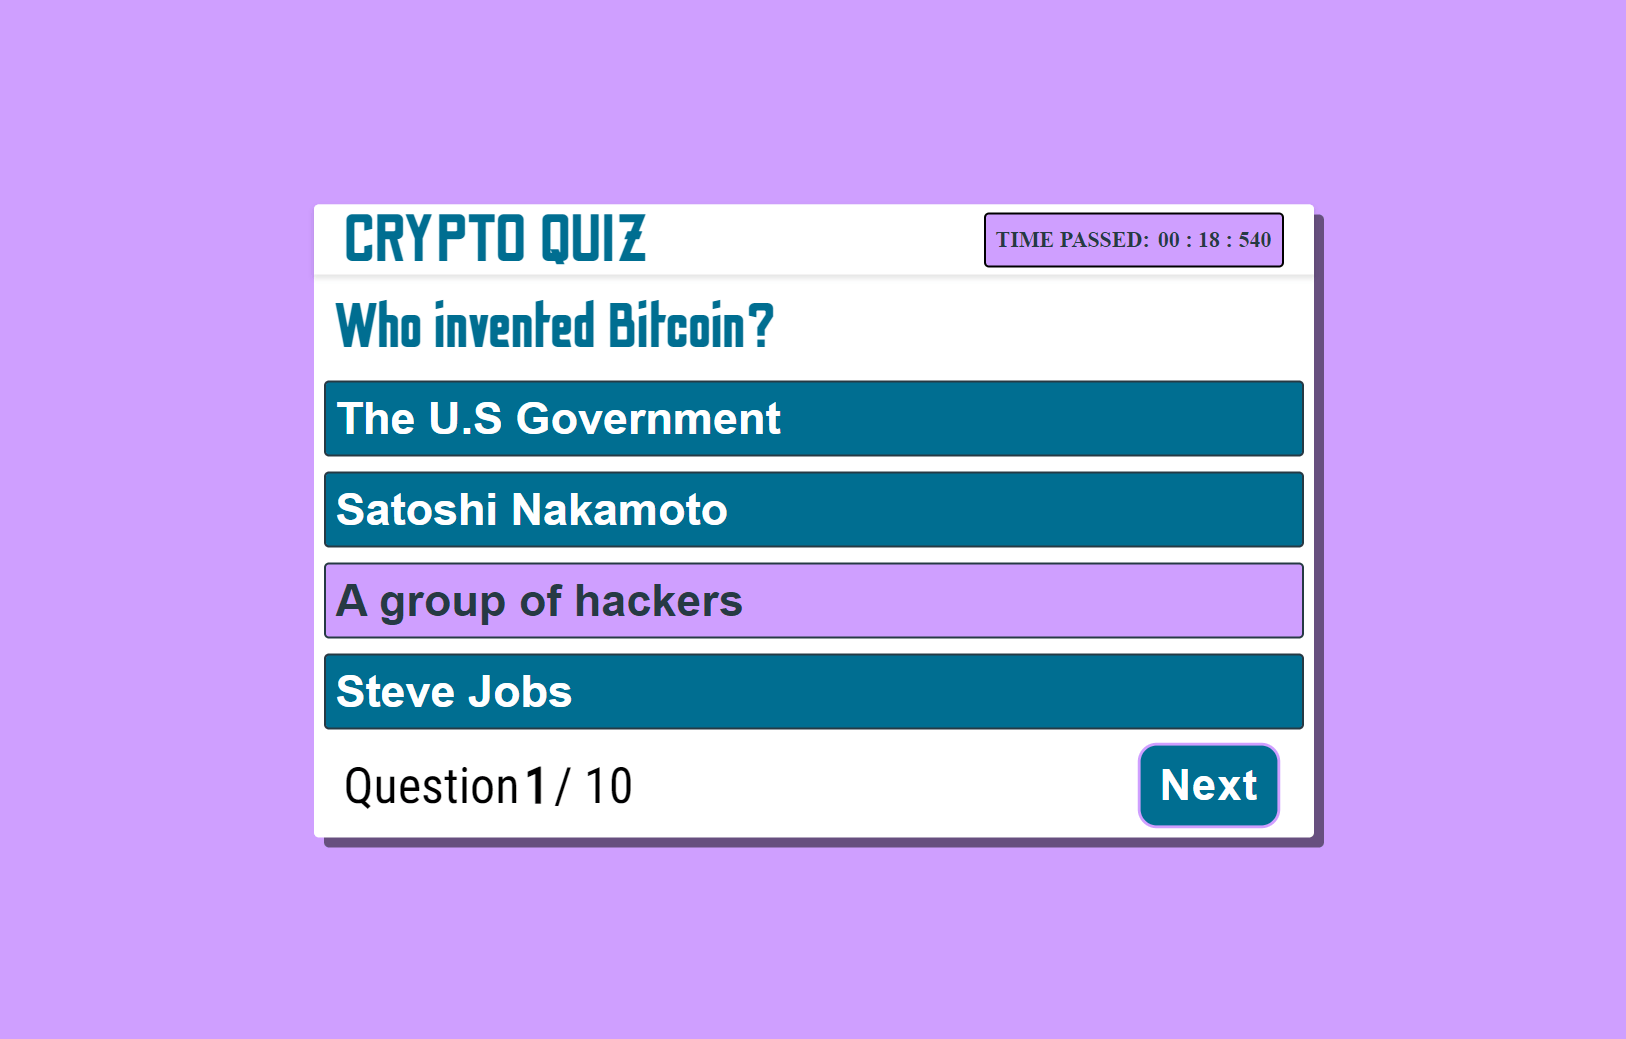 CRYPTO QUIZ
TIME PASSED: 00 : 18 : 540
Who invented Bitcoin?
The U.S Government
Satoshi Nakamoto
A group of hackers
Steve Jobs
Question 1 / 10
Next